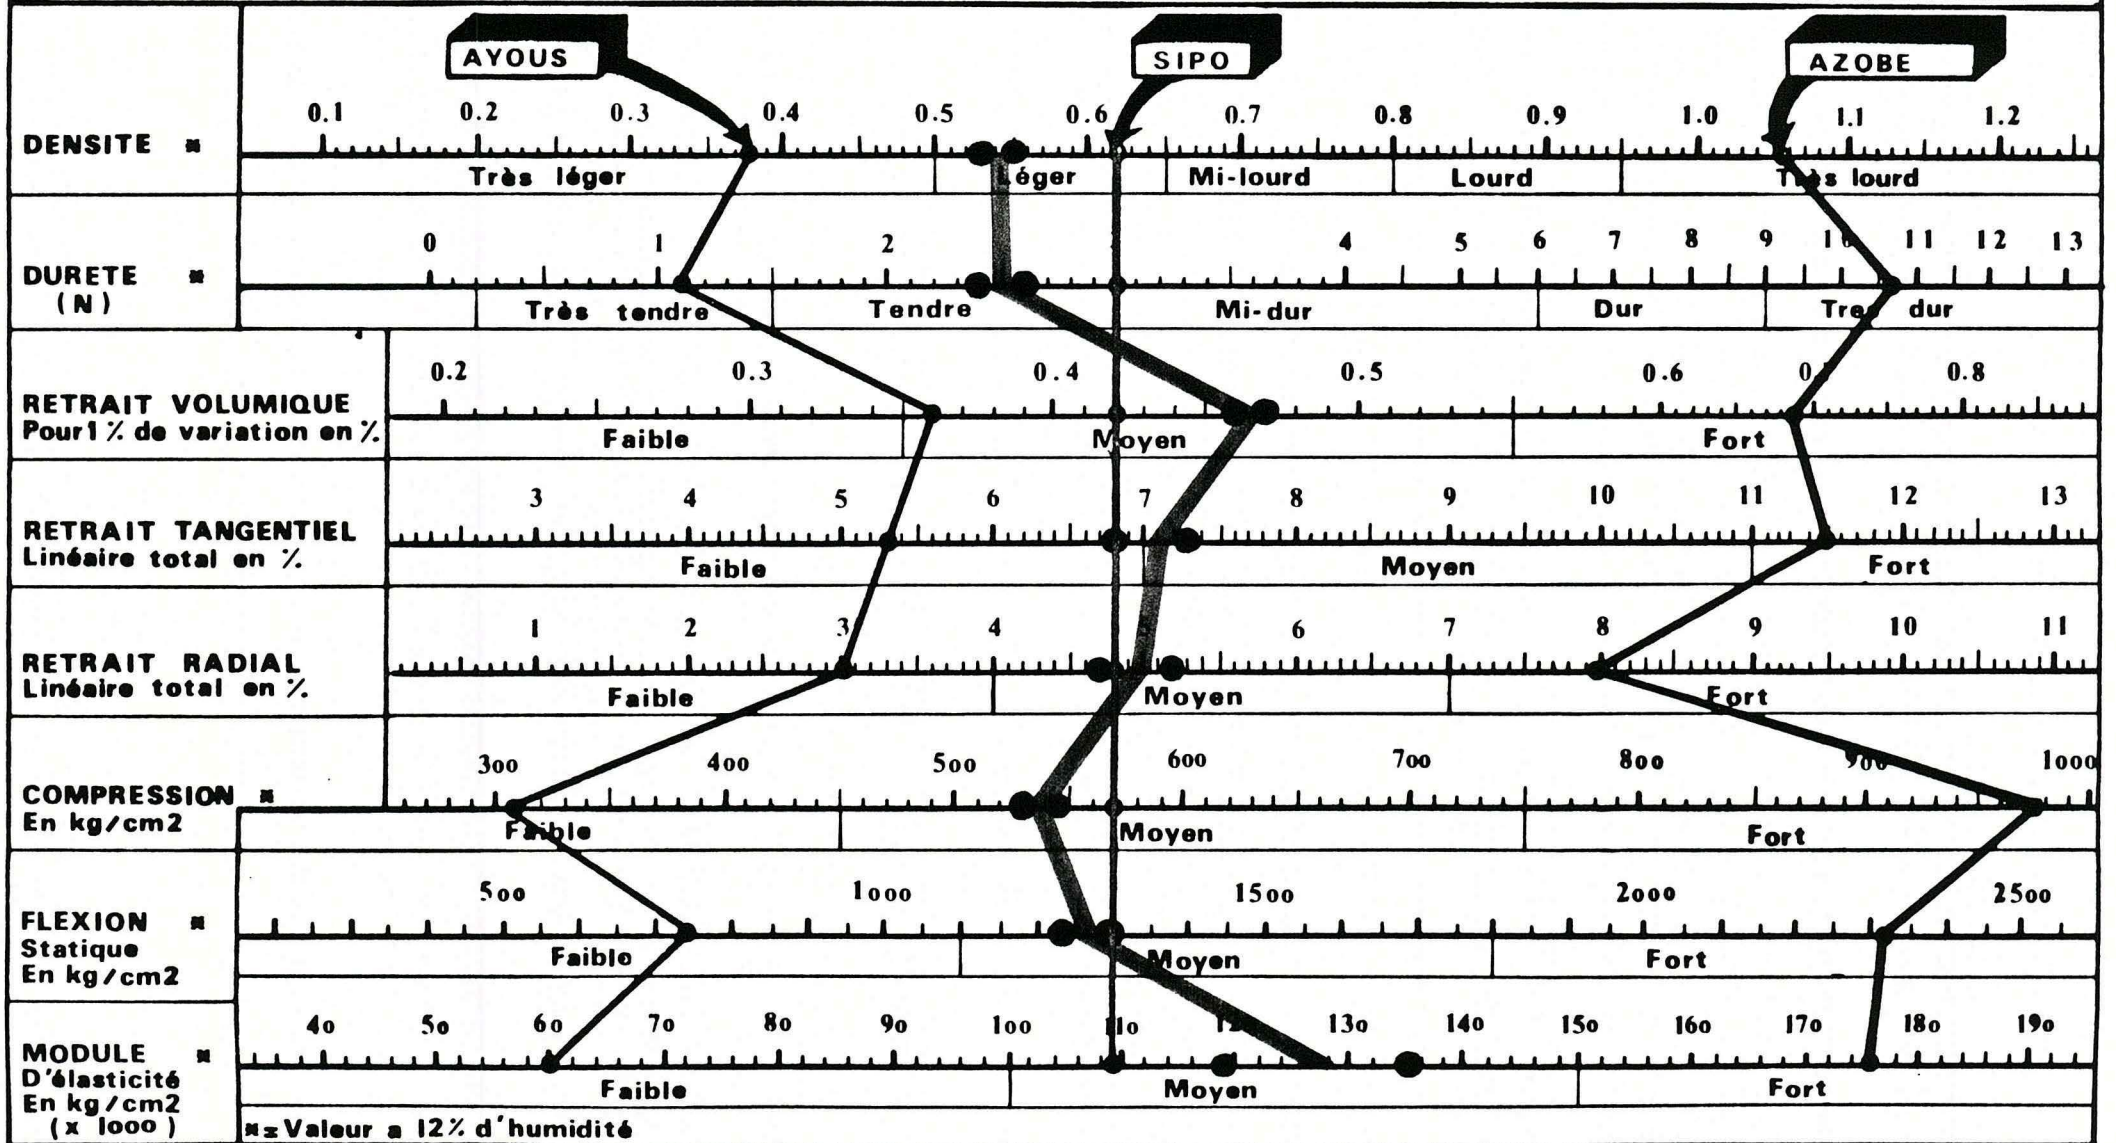 AYOUS SIPO AZOBE
0.1 0.2 0.3 0.4 0.5 0.6 0.7 0.8 0.9 1.0 1.1 1.2
DENSITE ※
Très léger Léger Mi-lourd Lourd Très lourd
0 1 2 4 5 6 7 8 9 10 11 12 13
DURETE ※
(N)
Très tendre Tendre Mi-dur Dur Tres dur
0.2 0.3 0.4 0.5 0.6 0.8
RETRAIT VOLUMIQUE
Pour 1 % de variation en %.
Faible Moyen Fort
3 4 5 6 7 8 9 10 11 12 13
RETRAIT TANGENTIEL
Linéaire total en %.
Faible Moyen Fort
1 2 3 4 6 7 8 9 10 11
RETRAIT RADIAL
Linéaire total en %.
Faible Moyen Fort
300 400 500 600 700 800 900 1000
COMPRESSION ※
En kg/cm2
Faible Moyen Fort
500 1000 1500 2000 2500
FLEXION ※
Statique
En kg/cm2
Faible Moyen Fort
40 50 60 70 80 90 100 110 130 140 150 160 170 180 190
MODULE ※
D'élasticité
En kg/cm2
(x 1000)
Faible Moyen Fort
※=Valeur a 12% d'humidité